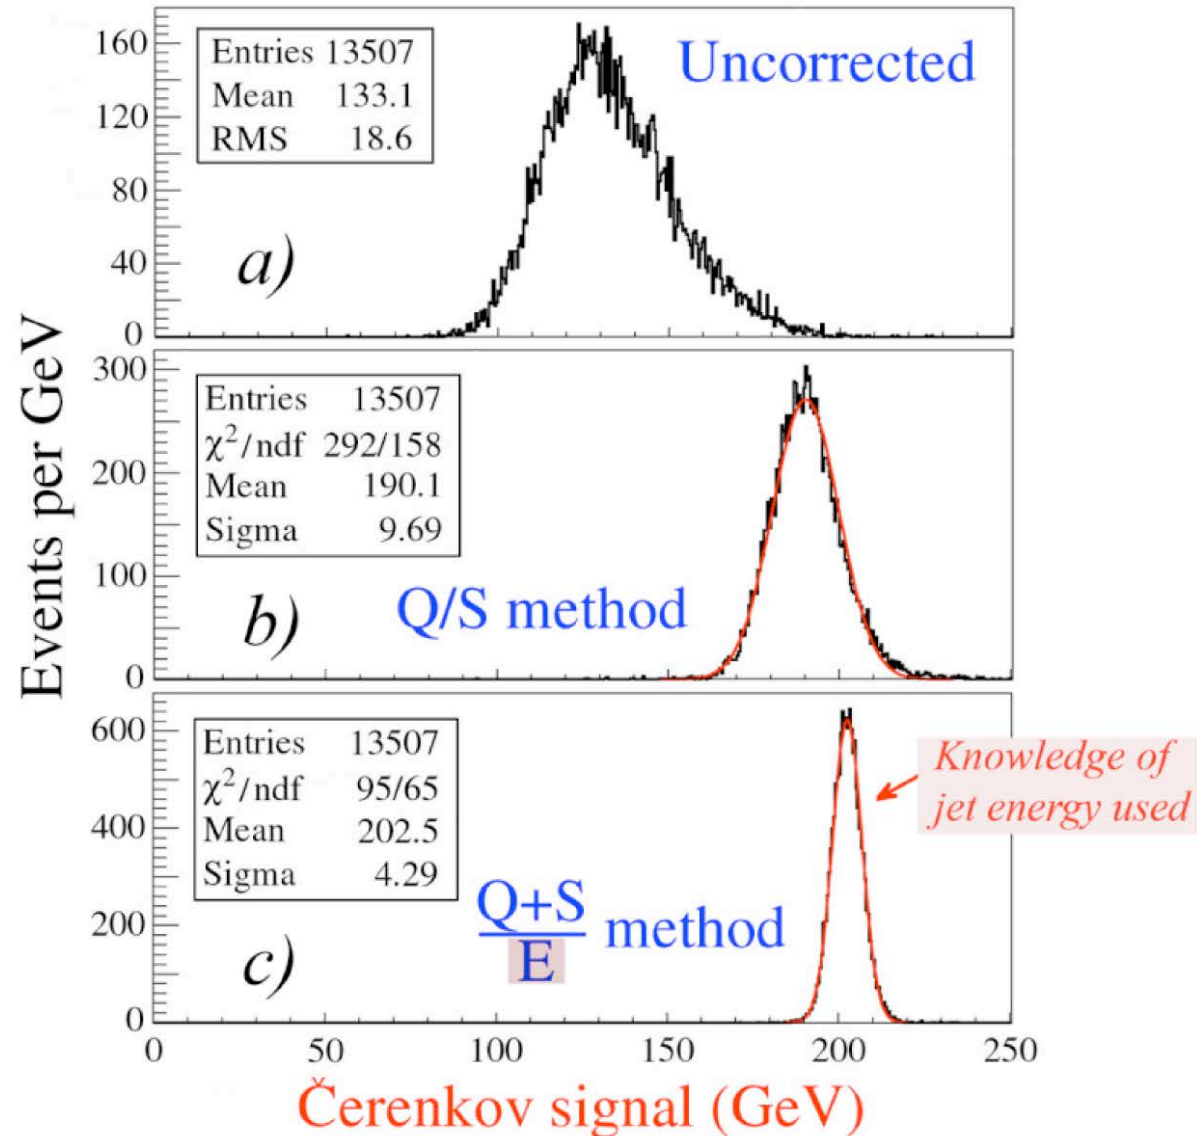 Events per GeV
160
120
80
40
0
Entries 13507
Mean 133.1
RMS 18.6
Uncorrected
a)
300
200
100
0
Entries 13507
χ²/ndf 292/158
Mean 190.1
Sigma 9.69
Q/S method
b)
600
400
200
0
Entries 13507
χ²/ndf 95/65
Mean 202.5
Sigma 4.29
Knowledge of
jet energy used
Q+S
E
method
c)
0 50 100 150 200 250
Čerenkov signal (GeV)